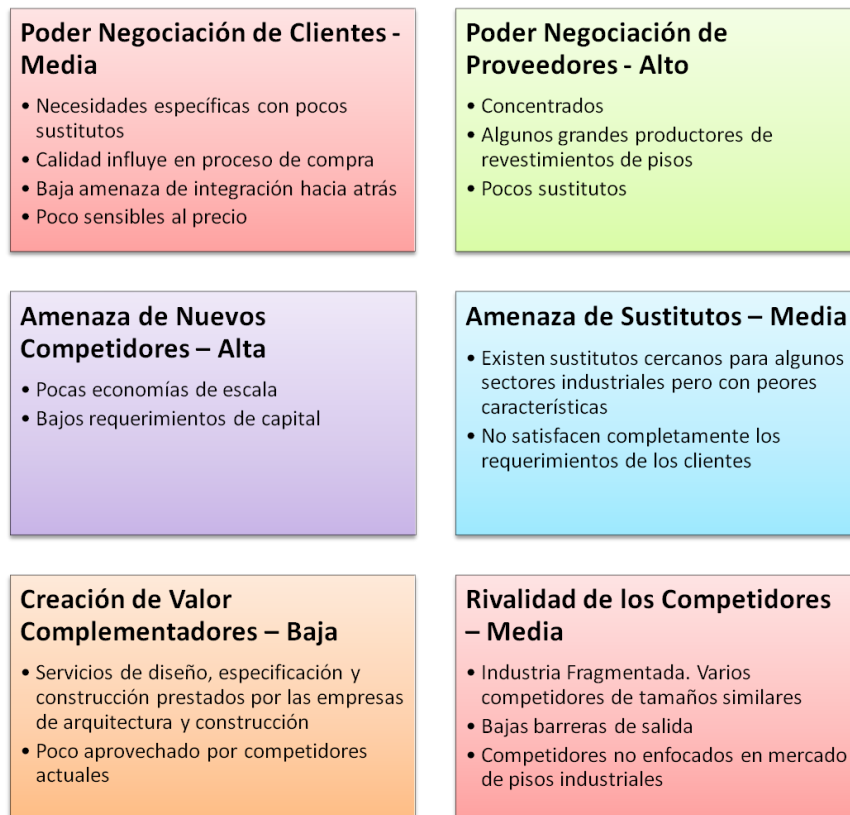 Poder Negociación de Clientes -
Media
• Necesidades específicas con pocos
sustitutos
• Calidad influye en proceso de compra
• Baja amenaza de integración hacia atrás
• Poco sensibles al precio
Poder Negociación de
Proveedores - Alto
• Concentrados
• Algunos grandes productores de
revestimientos de pisos
• Pocos sustitutos
Amenaza de Nuevos
Competidores – Alta
• Pocas economías de escala
• Bajos requerimientos de capital
Amenaza de Sustitutos – Media
• Existen sustitutos cercanos para algunos
sectores industriales pero con peores
características
• No satisfacen completamente los
requerimientos de los clientes
Creación de Valor
Complementadores – Baja
• Servicios de diseño, especificación y
construcción prestados por las empresas
de arquitectura y construcción
• Poco aprovechado por competidores
actuales
Rivalidad de los Competidores
– Media
• Industria Fragmentada. Varios
competidores de tamaños similares
• Bajas barreras de salida
• Competidores no enfocados en mercado
de pisos industriales